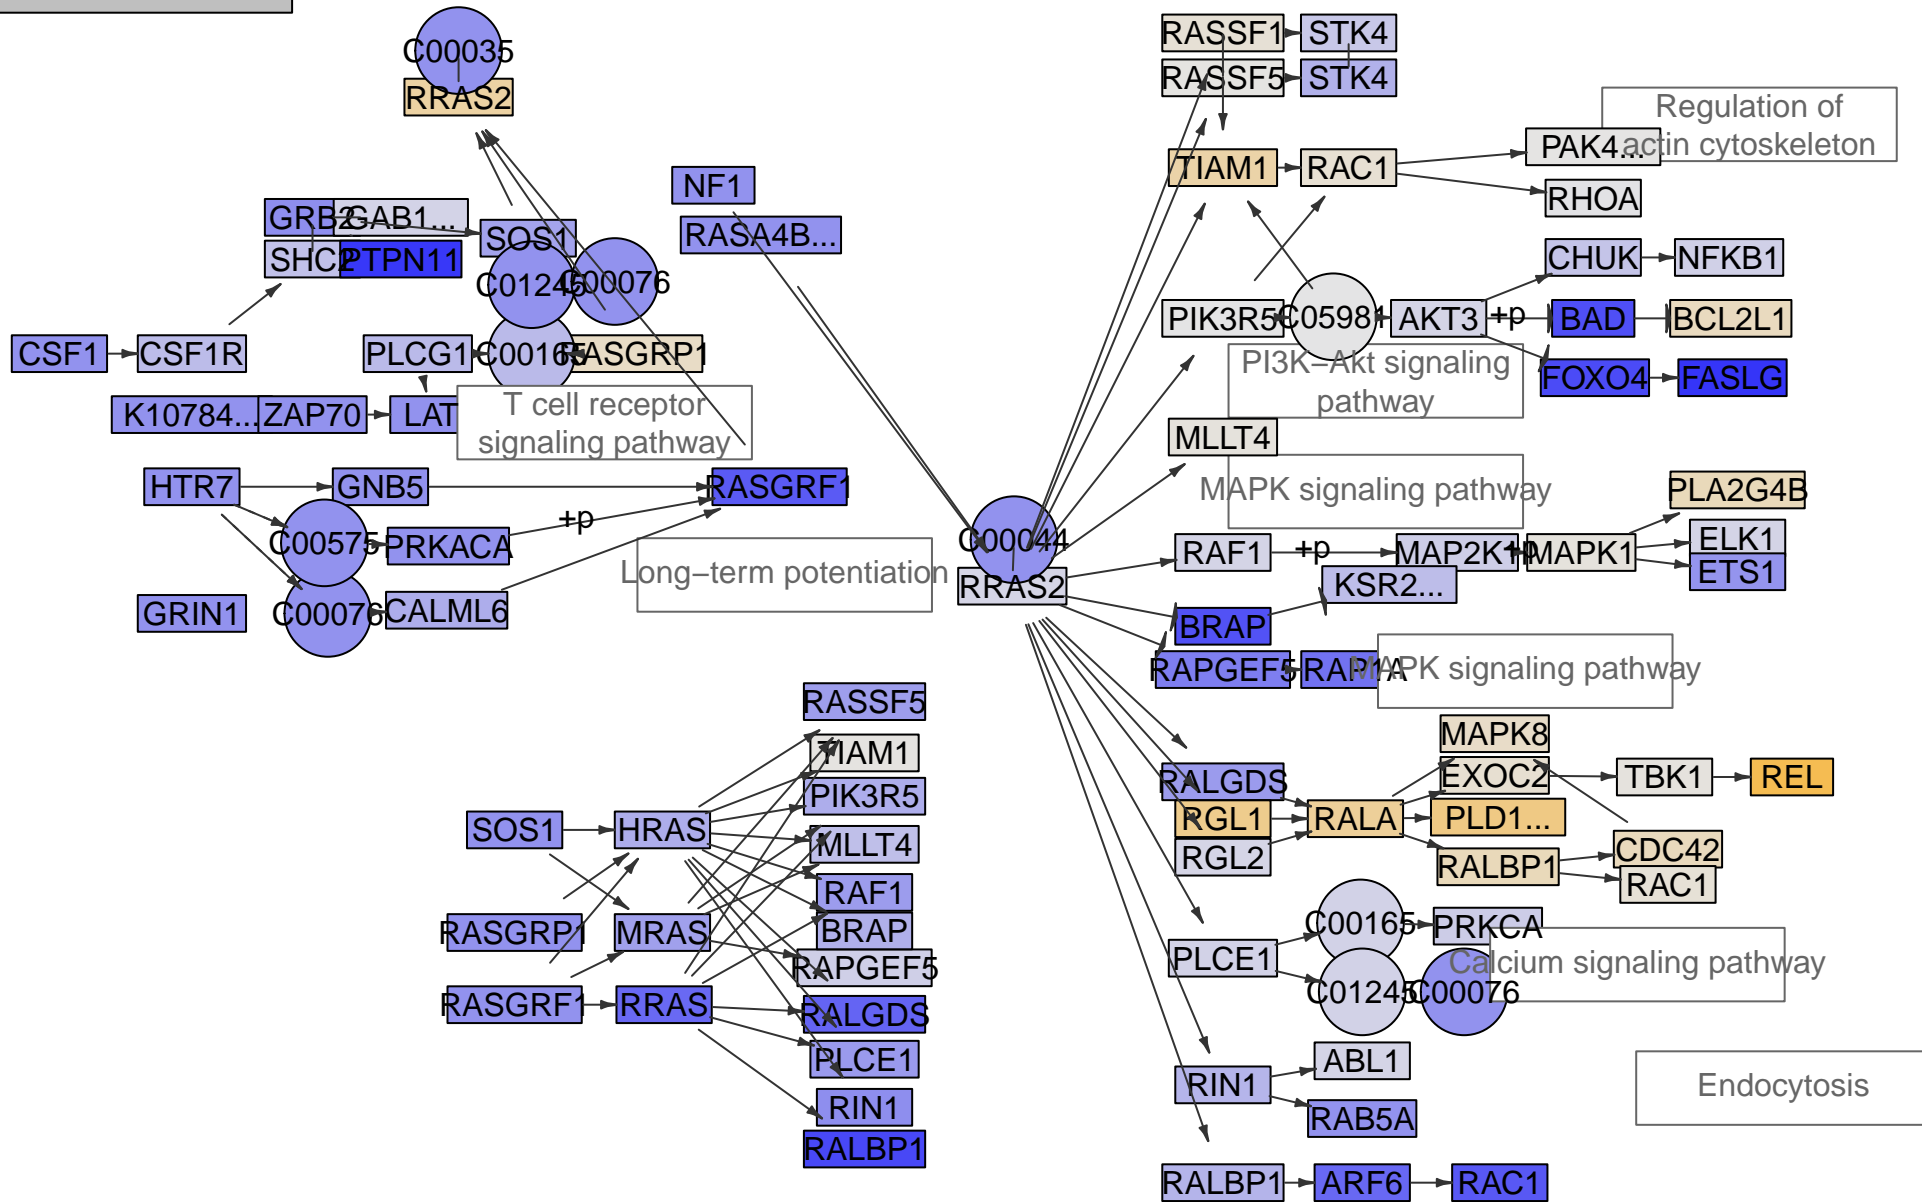 C00035
RRAS2
NF1
RASA4B...
GRB2
GAB1...
SHC2
PTPN11
SOS1
C01245
C00076
CSF1
CSF1R
PLCG1
C00165
RASGRP1
K10784...
ZAP70
LAT
T cell receptor
signaling pathway
HTR7
GNB5
RASGRF1
C00575
PRKACA
+p
C00076
CALML6
GRIN1
Long−term potentiation
C00044
RRAS2
RASSF1
STK4
RASSF5
STK4
Regulation of
actin cytoskeleton
TIAM1
RAC1
PAK4...
RHOA
CHUK
NFKB1
PIK3R5
C05981
AKT3
+p
BAD
BCL2L1
FOXO4
FASLG
PI3K−Akt signaling
pathway
MLLT4
MAPK signaling pathway
PLA2G4B
RAF1
+p
MAP2K1
+p
MAPK1
ELK1
ETS1
KSR2...
BRAP
RAPGEF5
RAP1A
MAPK signaling pathway
RASSF5
TIAM1
PIK3R5
SOS1
HRAS
MLLT4
RAF1
RASGRP1
MRAS
BRAP
RAPGEF5
RASGRF1
RRAS
RALGDS
PLCE1
RIN1
RALBP1
MAPK8
RALGDS
EXOC2
TBK1
REL
RGL1
RALA
PLD1...
RGL2
RALBP1
CDC42
RAC1
C00165
PRKCA
PLCE1
Calcium signaling pathway
C01245
C00076
ABL1
RIN1
RAB5A
Endocytosis
RALBP1
ARF6
RAC1